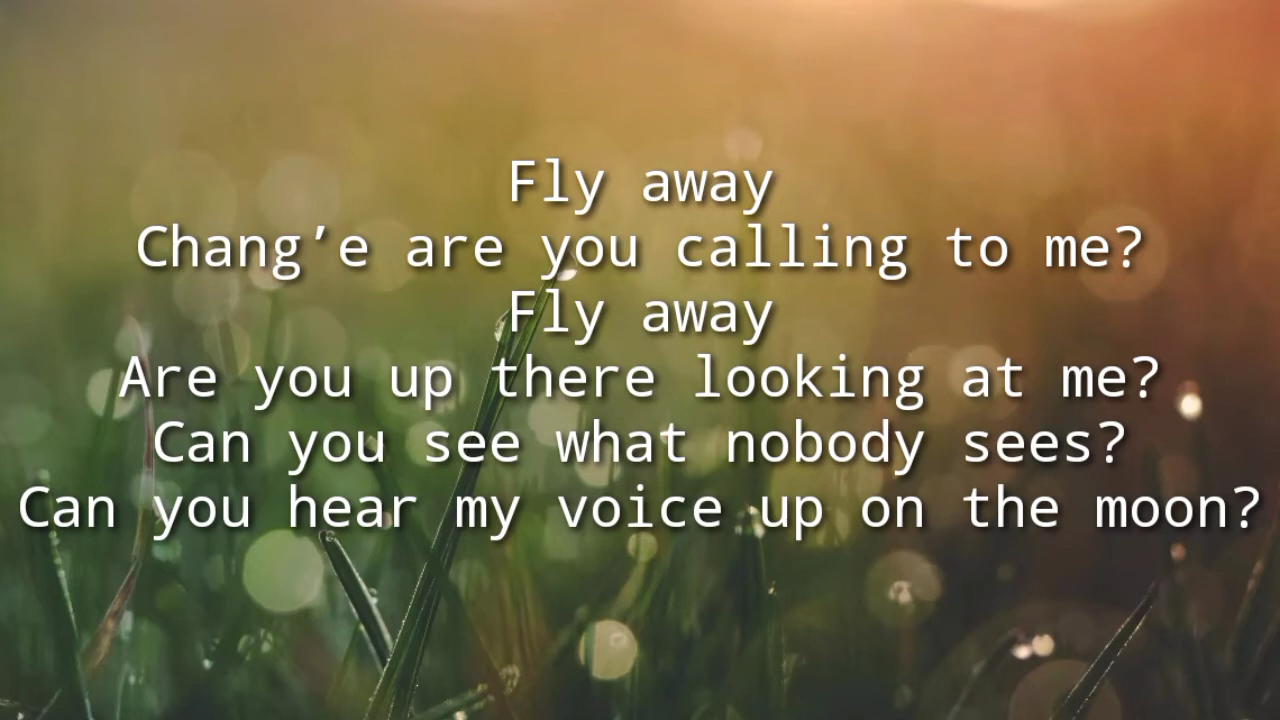 Fly away
Chang’e are you calling to me?
Fly away
Are you up there looking at me?
Can you see what nobody sees?
Can you hear my voice up on the moon?